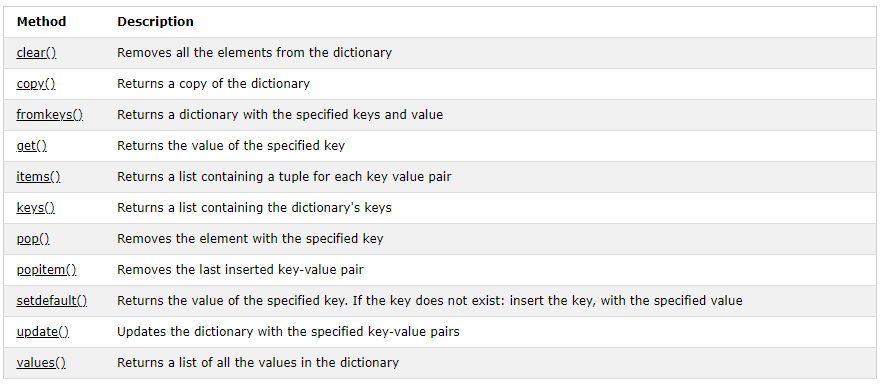 Method Description
clear() Removes all the elements from the dictionary
copy() Returns a copy of the dictionary
fromkeys() Returns a dictionary with the specified keys and value
get() Returns the value of the specified key
items() Returns a list containing a tuple for each key value pair
keys() Returns a list containing the dictionary's keys
pop() Removes the element with the specified key
popitem() Removes the last inserted key-value pair
setdefault() Returns the value of the specified key. If the key does not exist: insert the key, with the specified value
update() Updates the dictionary with the specified key-value pairs
values() Returns a list of all the values in the dictionary